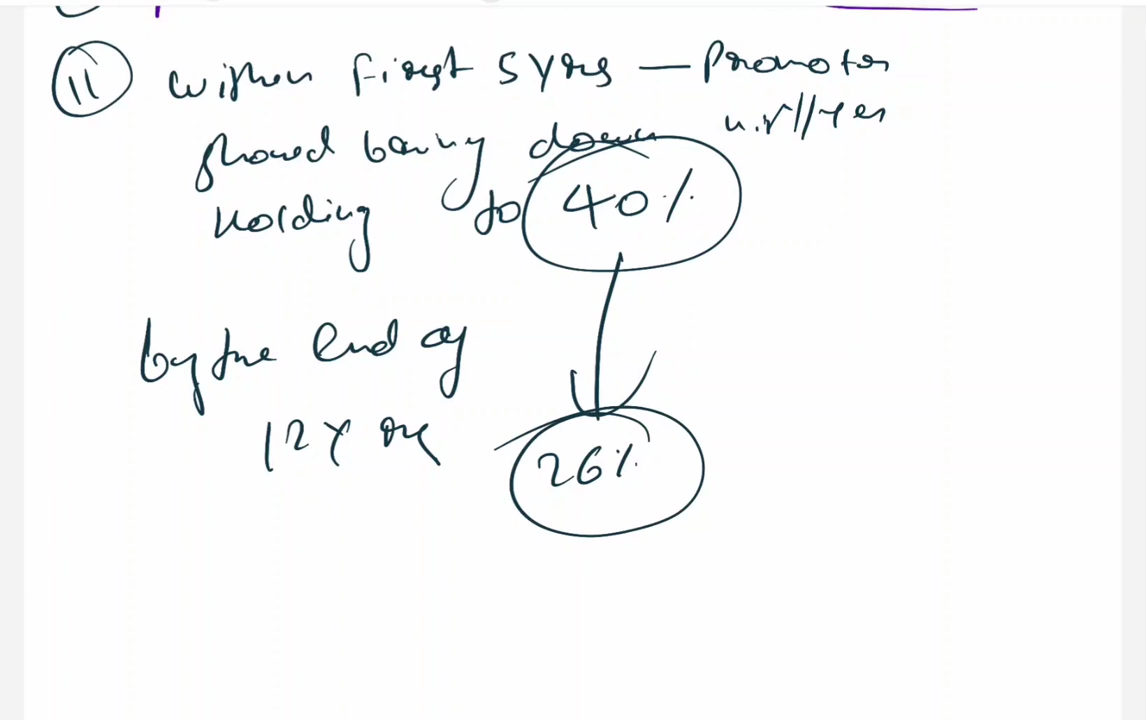 (11) within first 5 yrs — Promoter
should bring down
holding to 40%
by the end of
12 Yrs
26%